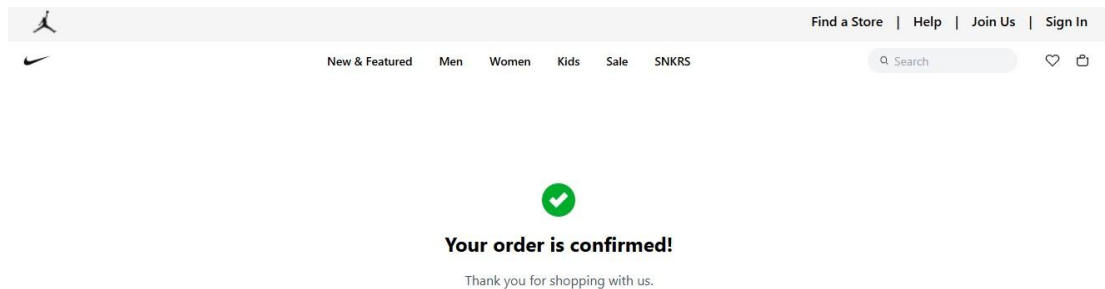 Find a Store | Help | Join Us | Sign In
New & Featured Men Women Kids Sale SNKRS Search
Your order is confirmed!
Thank you for shopping with us.